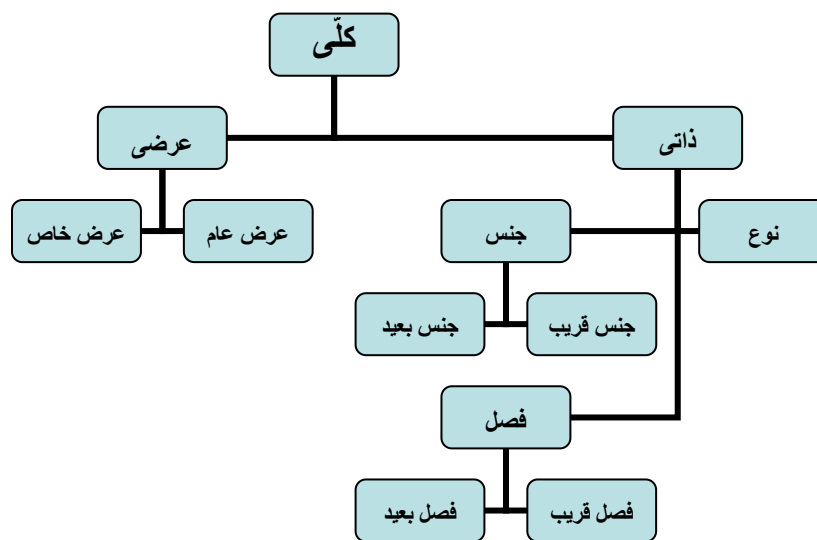 کلّی
ذاتی
عرضی
نوع
جنس
عرض عام
عرض خاص
جنس قریب
جنس بعید
فصل
فصل قریب
فصل بعید